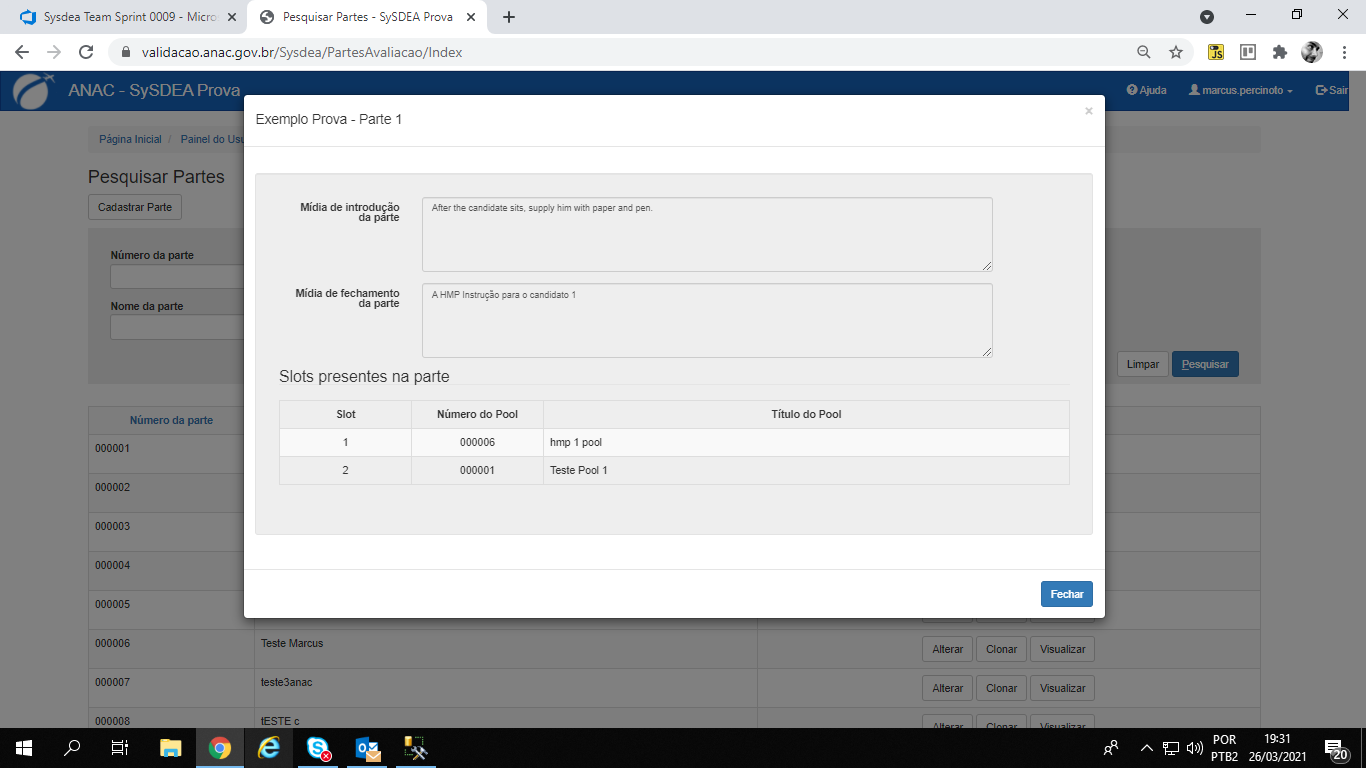 Sysdea Team Sprint 0009 - Micro
Pesquisar Partes - SySDEA Prova
validacao.anac.gov.br/Sysdea/PartesAvaliacao/Index
JS
ANAC - SySDEA Prova
Ajuda
marcus.percinoto
Sair
Página Inicial / Painel do Usu
Pesquisar Partes
Cadastrar Parte
Número da parte
Nome da parte
Limpar
Pesquisar
Exemplo Prova - Parte 1
×
Mídia de introdução
da parte
After the candidate sits, supply him with paper and pen.
Mídia de fechamento
da parte
A HMP Instrução para o candidato 1
Slots presentes na parte
Slot Número do Pool Título do Pool
1 000006 hmp 1 pool
2 000001 Teste Pool 1
Fechar
Número da parte
000001
000002
000003
000004
000005
000006 Teste Marcus Alterar Clonar Visualizar
000007 teste3anac Alterar Clonar Visualizar
000008 tESTE c Alterar Clonar Visualizar
POR
PTB2
19:31
26/03/2021
20